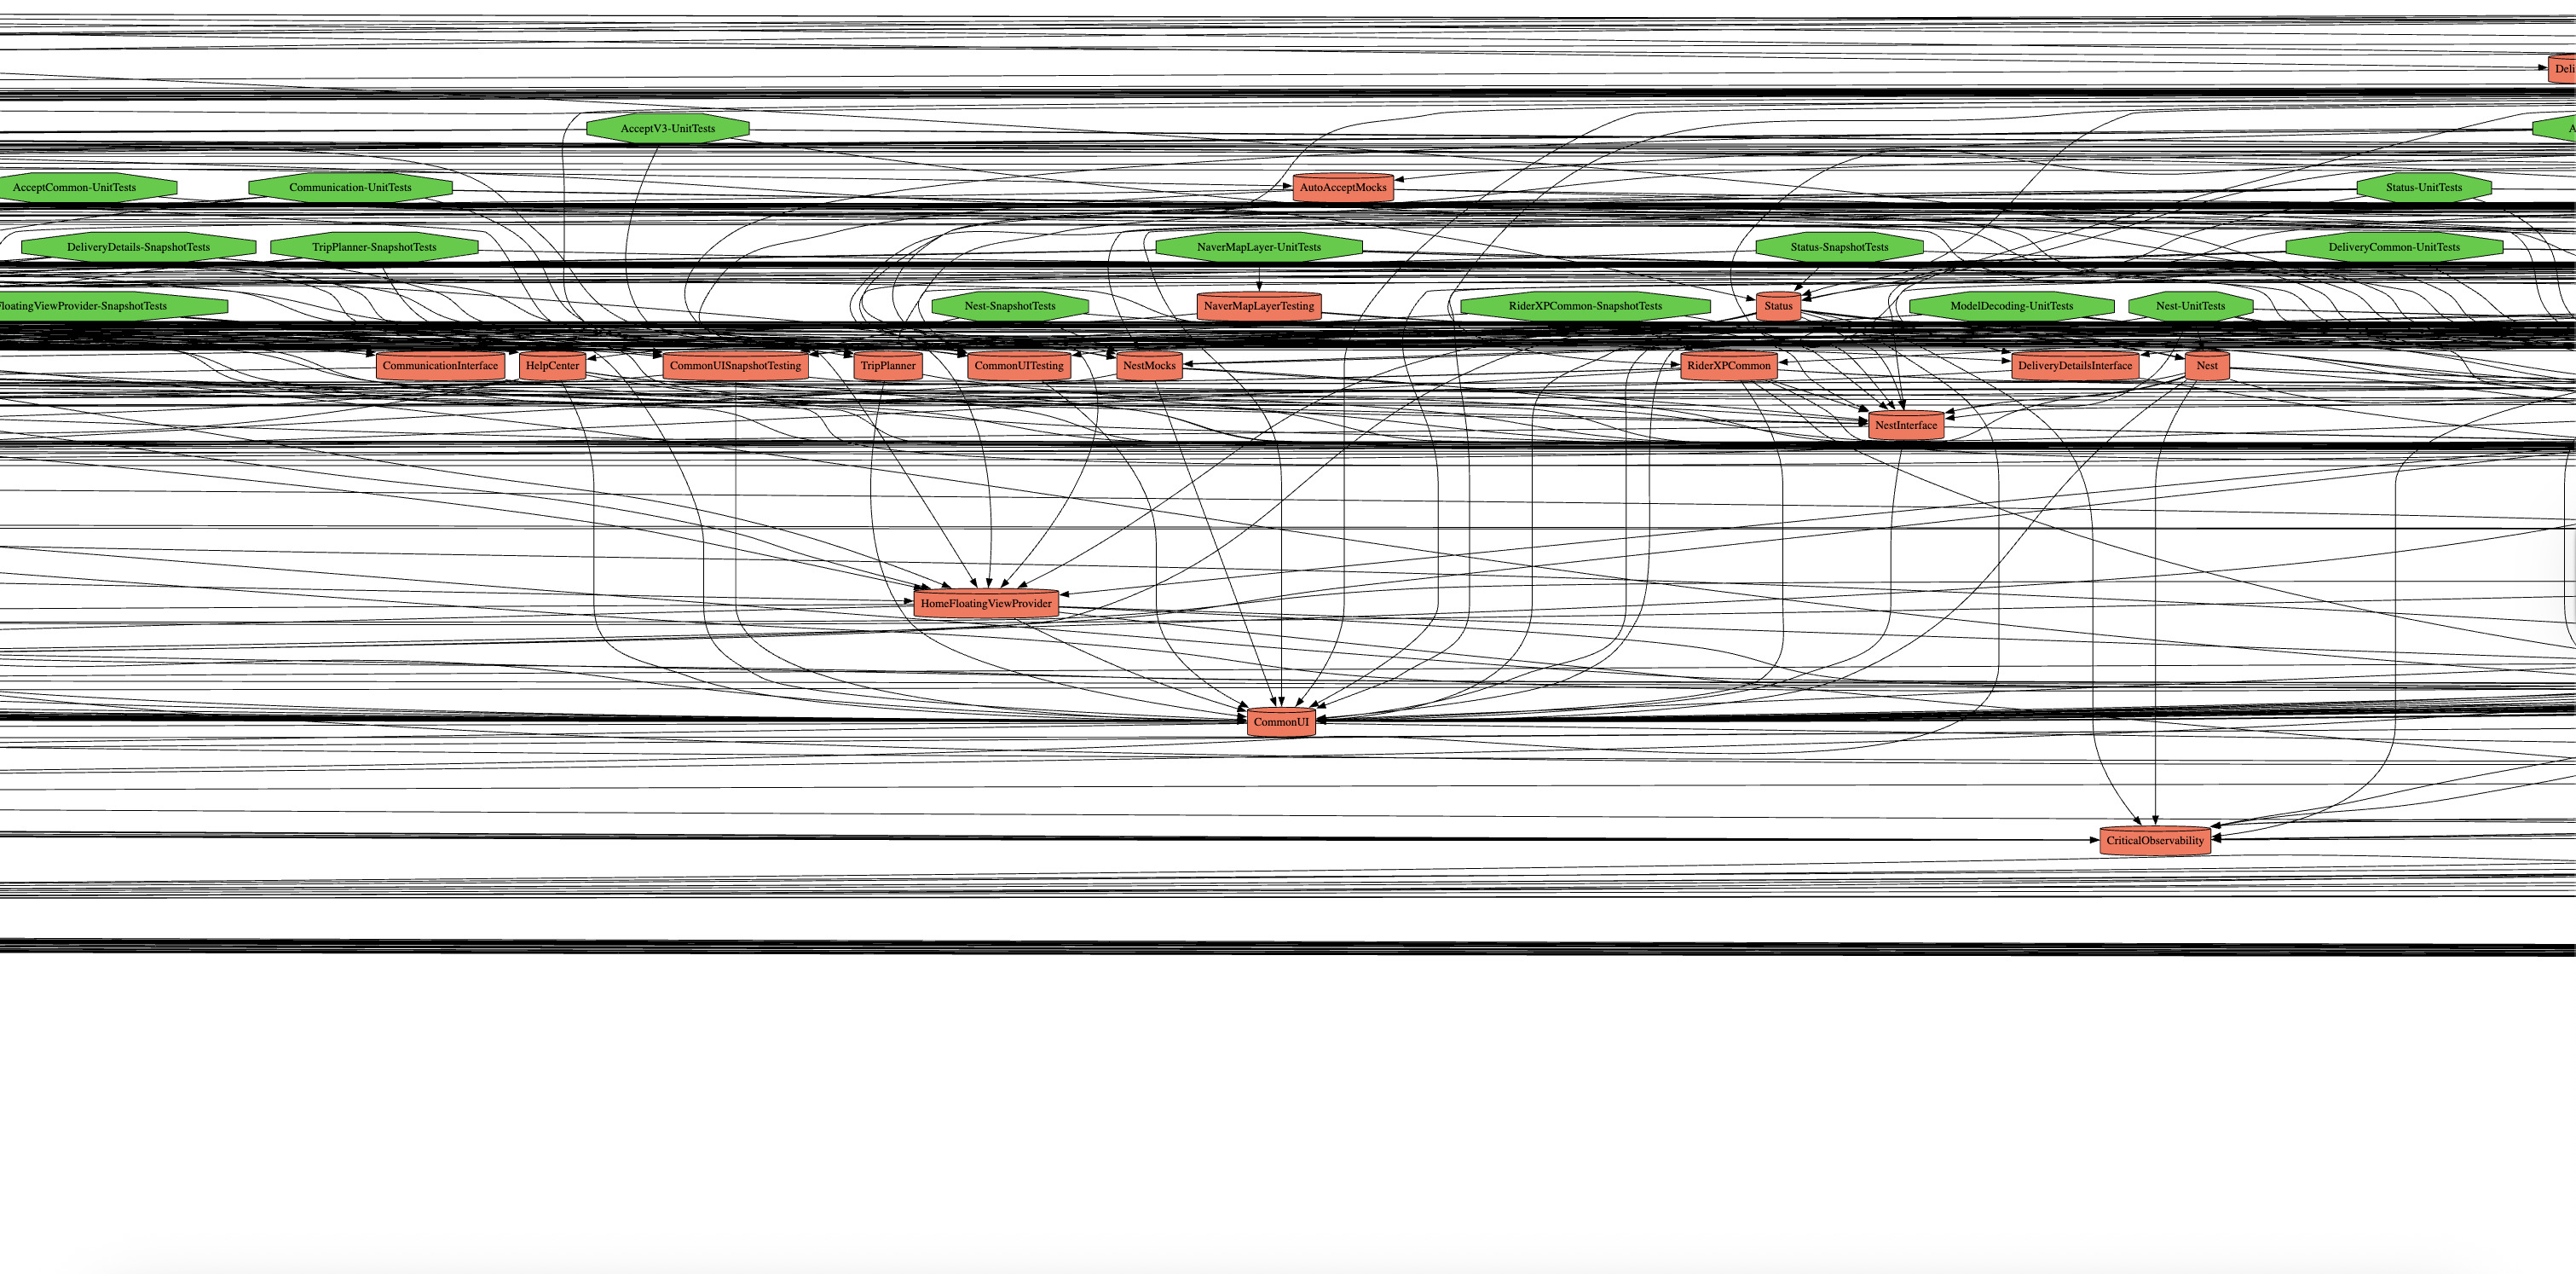 Deli
AcceptV3-UnitTests
A
AcceptCommon-UnitTests
Communication-UnitTests
AutoAcceptMocks
Status-UnitTests
DeliveryDetails-SnapshotTests
TripPlanner-SnapshotTests
NaverMapLayer-UnitTests
Status-SnapshotTests
DeliveryCommon-UnitTests
FloatingViewProvider-SnapshotTests
Nest-SnapshotTests
NaverMapLayerTesting
RiderXPCommon-SnapshotTests
Status
ModelDecoding-UnitTests
Nest-UnitTests
CommunicationInterface
HelpCenter
CommonUISnapshotTesting
TripPlanner
CommonUITesting
NestMocks
RiderXPCommon
DeliveryDetailsInterface
Nest
NestInterface
HomeFloatingViewProvider
CommonUI
CriticalObservability